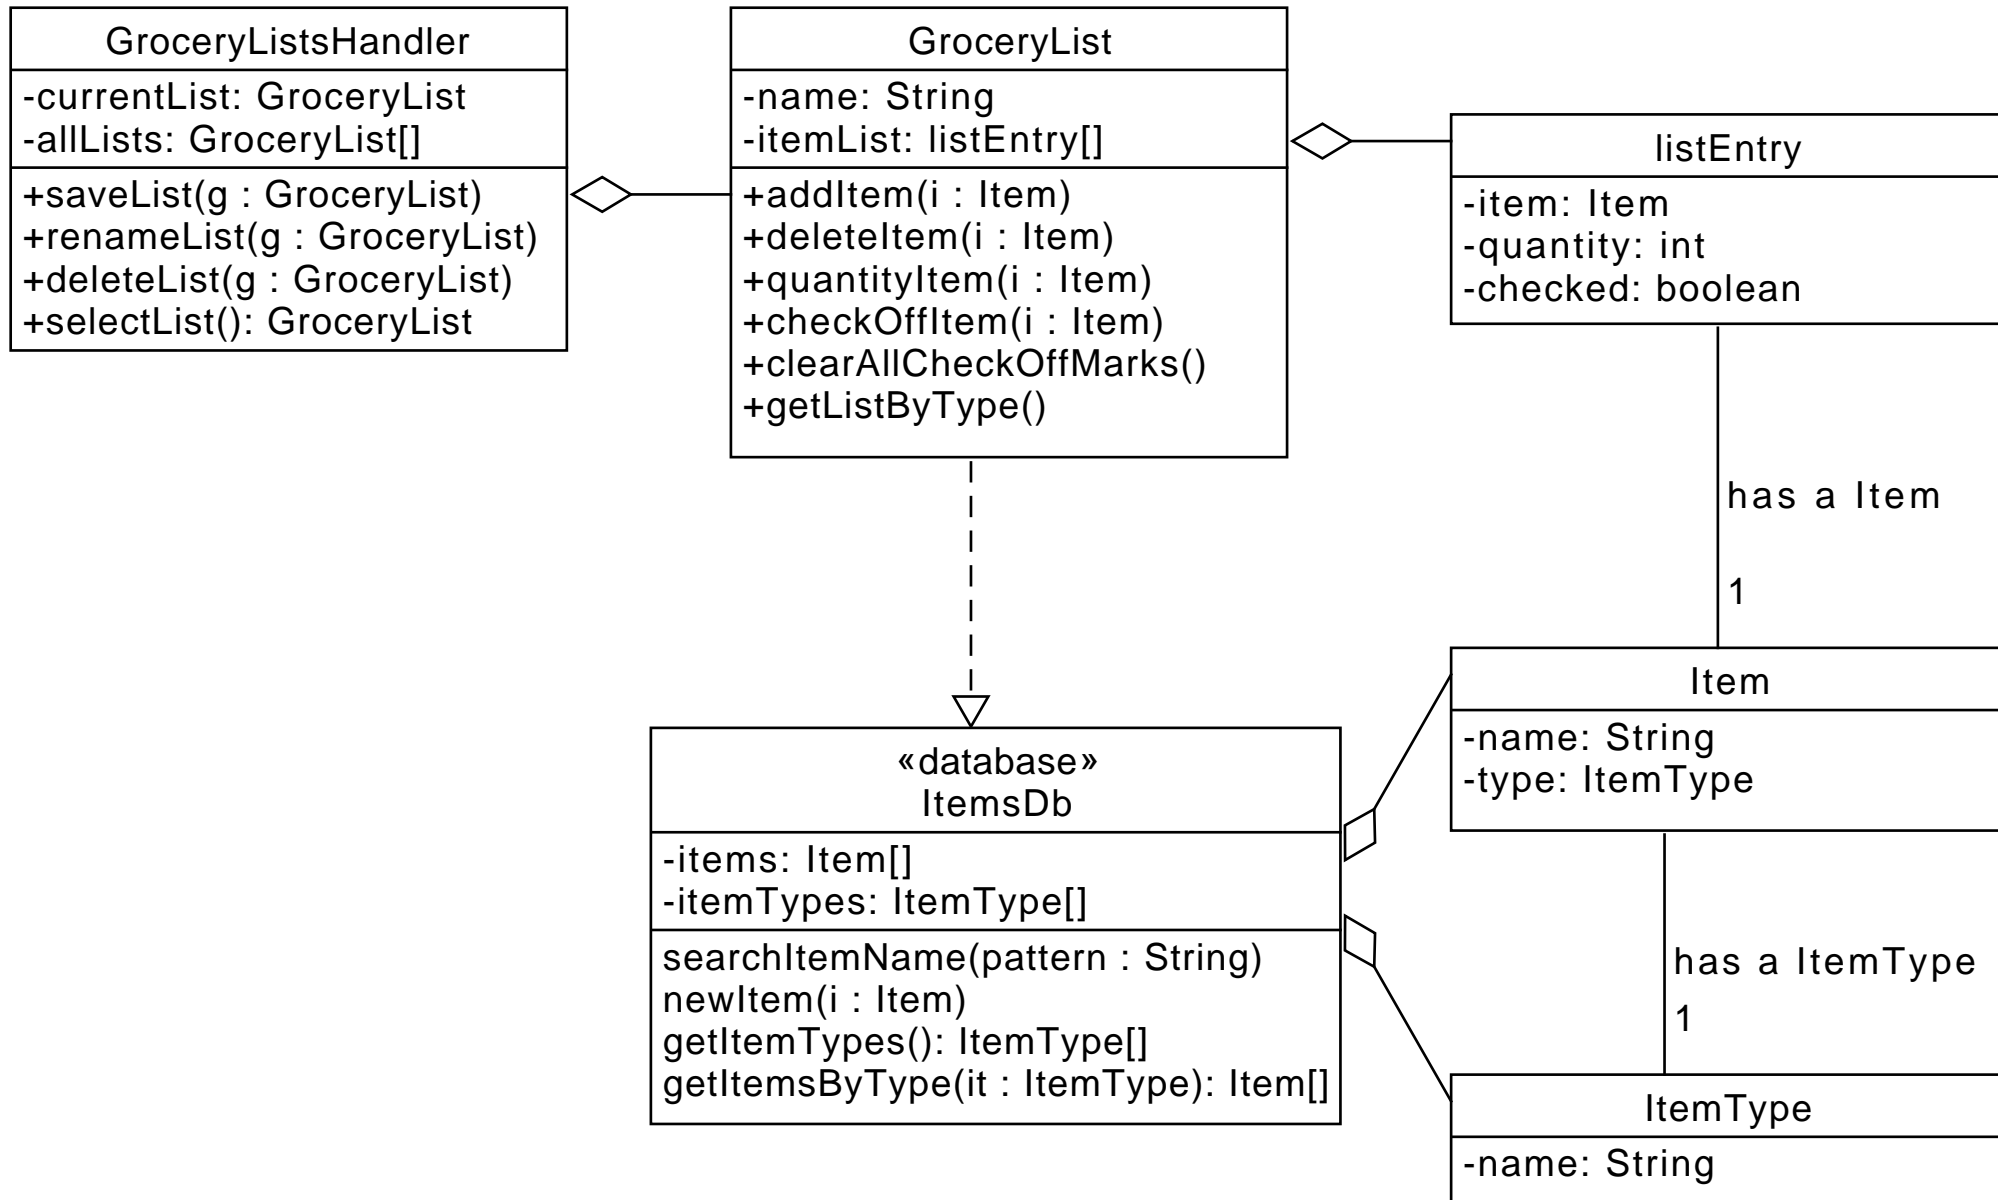 GroceryListsHandler
-currentList: GroceryList
-allLists: GroceryList[]
+saveList(g : GroceryList)
+renameList(g : GroceryList)
+deleteList(g : GroceryList)
+selectList(): GroceryList
GroceryList
-name: String
-itemList: listEntry[]
+addItem(i : Item)
+deleteItem(i : Item)
+quantityItem(i : Item)
+checkOffItem(i : Item)
+clearAllCheckOffMarks()
+getListByType()
listEntry
-item: Item
-quantity: int
-checked: boolean
has a Item
1
Item
-name: String
-type: ItemType
«database»
ItemsDb
-items: Item[]
-itemTypes: ItemType[]
searchItemName(pattern : String)
newItem(i : Item)
getItemTypes(): ItemType[]
getItemsByType(it : ItemType): Item[]
has a ItemType
1
ItemType
-name: String